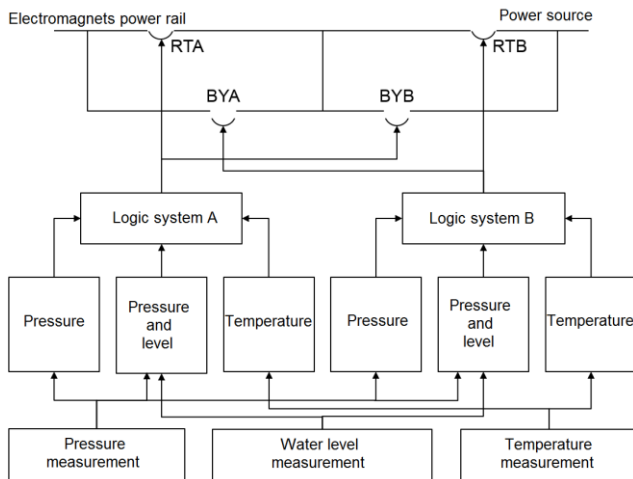 Electromagnets power rail
Power source
RTA
RTB
BYA
BYB
Logic system A
Logic system B
Pressure
Pressure
and
level
Temperature
Pressure
Pressure
and
level
Temperature
Pressure
measurement
Water level
measurement
Temperature
measurement